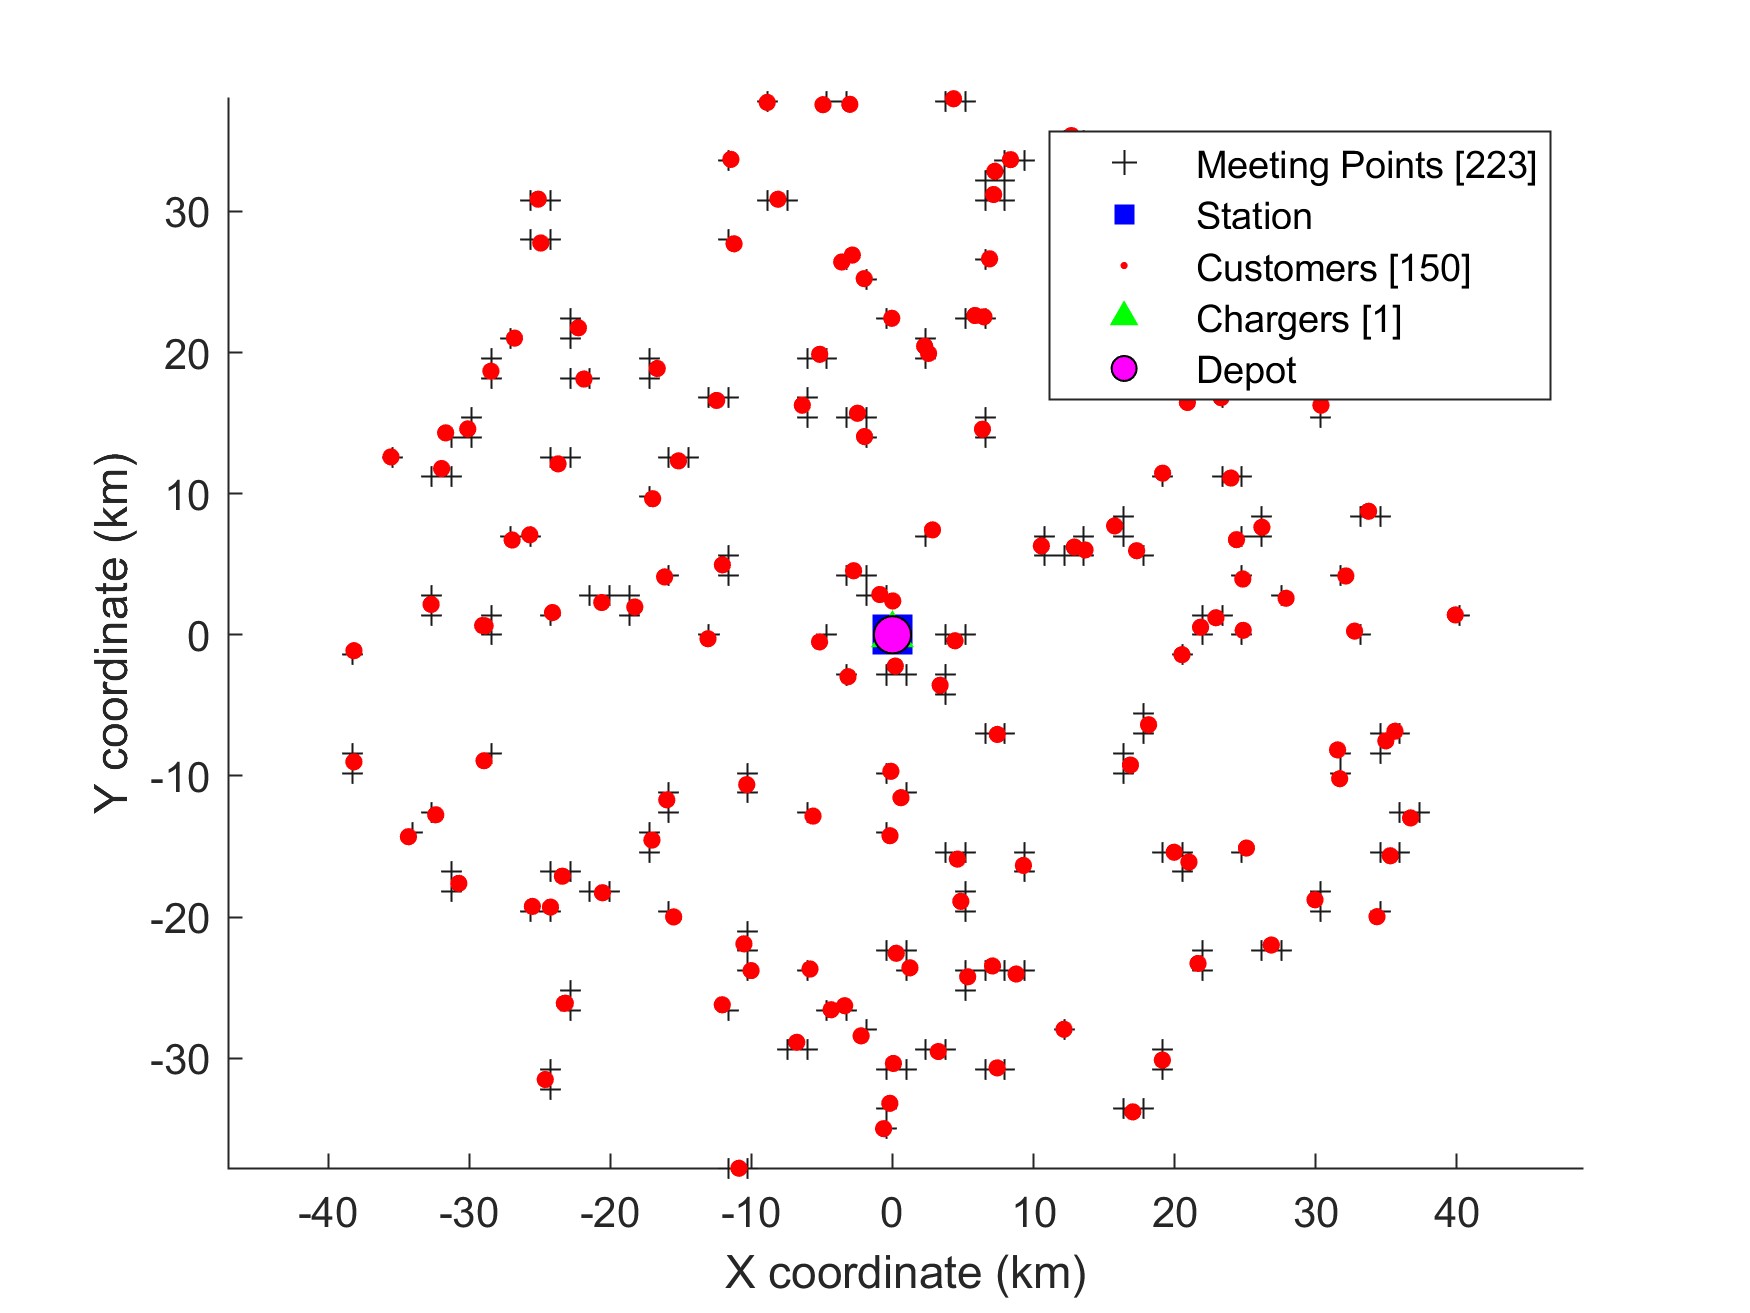 Meeting Points [223]
Station
Customers [150]
Chargers [1]
Depot
30
20
10
0
-10
-20
-30
Y coordinate (km)
-40 -30 -20 -10 0 10 20 30 40
X coordinate (km)